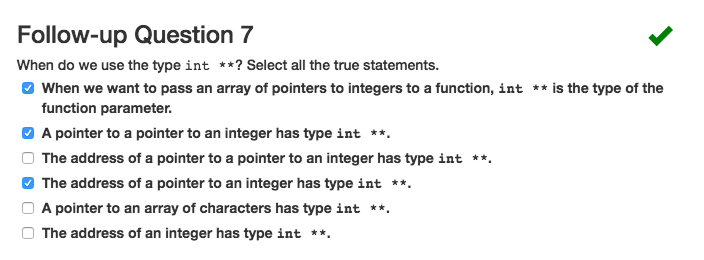 Follow-up Question 7
When do we use the type int **? Select all the true statements.
When we want to pass an array of pointers to integers to a function, int ** is the type of the
function parameter.
A pointer to a pointer to an integer has type int **.
The address of a pointer to a pointer to an integer has type int **.
The address of a pointer to an integer has type int **.
A pointer to an array of characters has type int **.
The address of an integer has type int **.